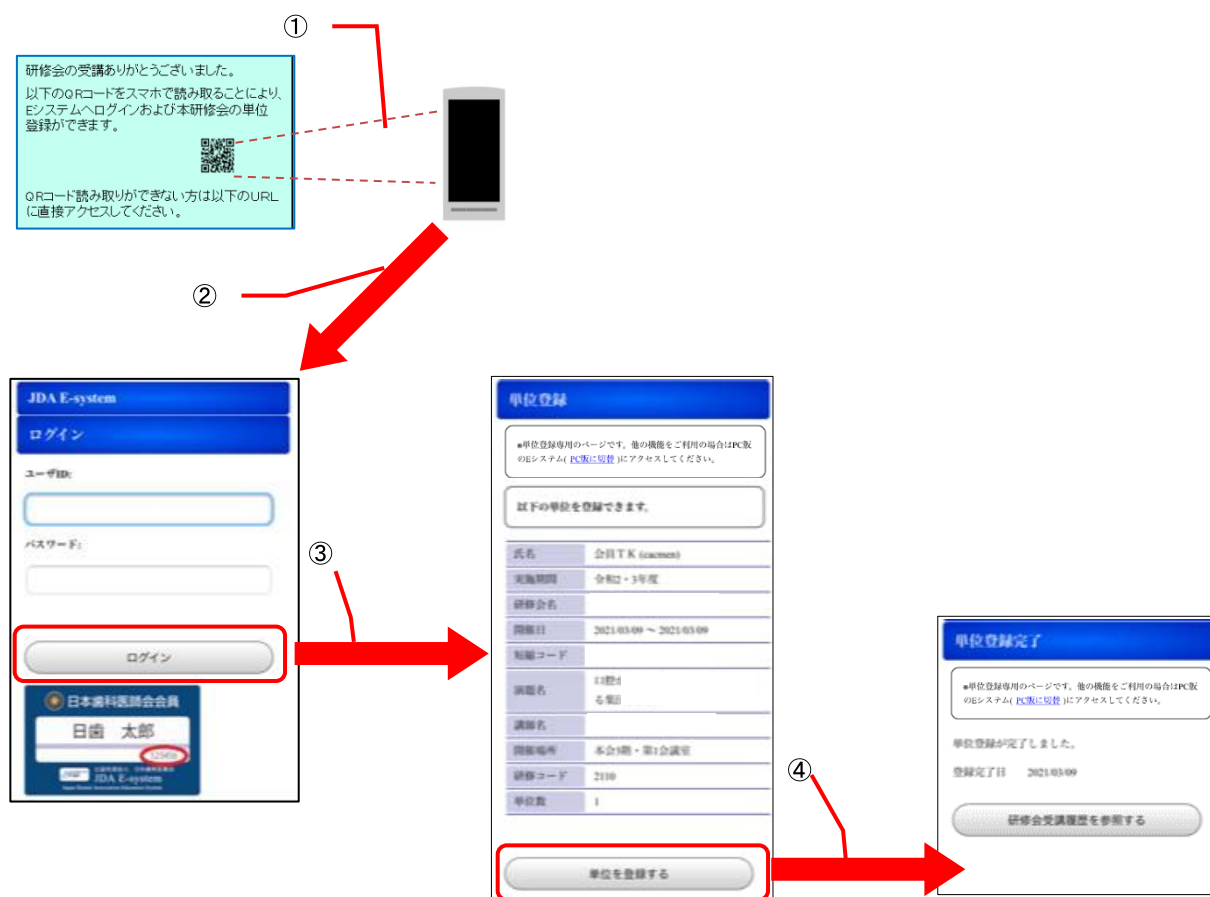 ①
研修会の受講ありがとうございました。
以下のQRコードをスマホで読み取ることにより、
Eシステムへログインおよび本研修会の単位
登録ができます。
QRコード読み取りができない方は以下のURL
に直接アクセスしてください。
②
JDA E-system
ログイン
ユーザID:
パスワード:
ログイン
日本歯科医師会会員
日歯 太郎
123456
JDA E-system
③
単位登録
※単位登録専用のページです。他の機能をご利用の場合はPC版
のEシステム( PC版に切替 )にアクセスしてください。
以下の単位を登録できます。
氏名 会員TK (eacmen)
実施期間 令和2・3年度
研修会名
開催日 2021/03/09 ～ 2021/03/09
短縮コード
演題名
る集
講師名
開催場所 本会3階・第1会議室
研修コード 2110
単位数 1
単位を登録する
④
単位登録完了
※単位登録専用のページです。他の機能をご利用の場合はPC版
のEシステム( PC版に切替 )にアクセスしてください。
単位登録が完了しました。
登録完了日 2021/03/09
研修会受講履歴を参照する